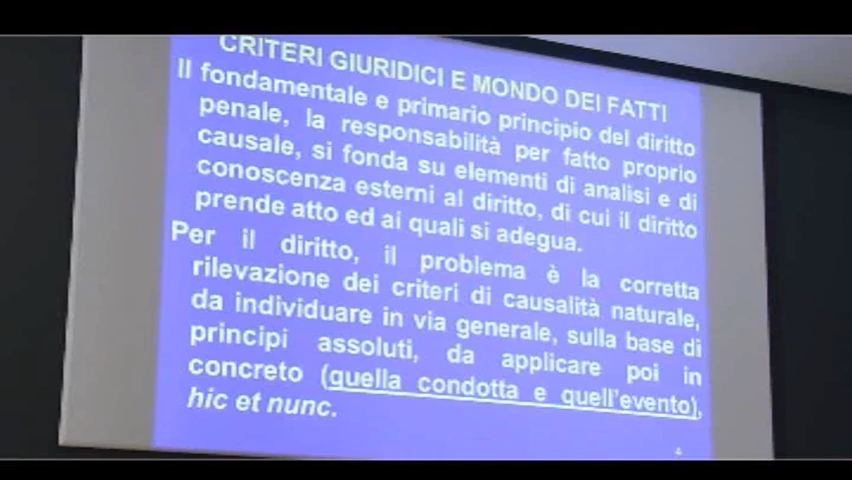 CRITERI GIURIDICI E MONDO DEI FATTI
Il fondamentale e primario principio del diritto
penale, la responsabilità per fatto proprio
causale, si fonda su elementi di analisi e di
conoscenza esterni al diritto, di cui il diritto
prende atto ed ai quali si adegua.
Per il diritto, il problema è la corretta
rilevazione dei criteri di causalità naturale,
da individuare in via generale, sulla base di
principi assoluti, da applicare poi in
concreto (quella condotta e quell'evento),
hic et nunc.
4